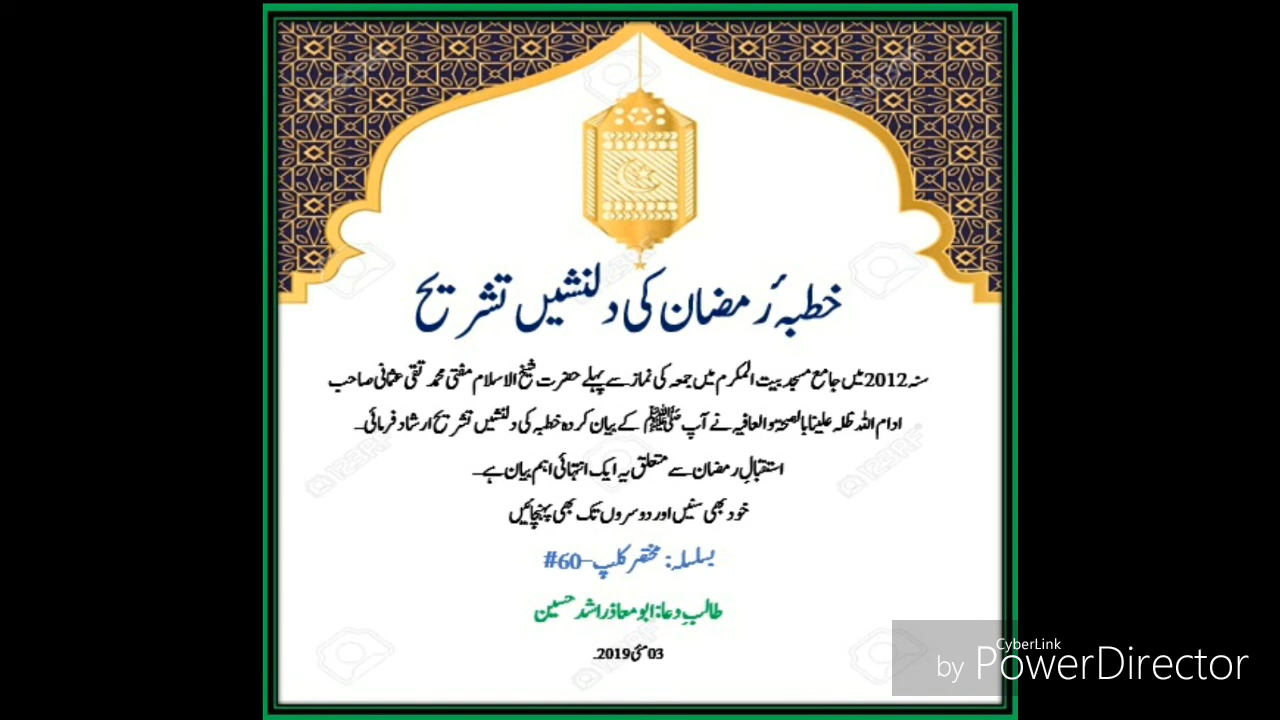 خطبہٴ رمضان کی دلنشیں تشریح
سنہ 2012 میں جامع مسجد بیت المکرم میں جمعہ کی نماز سے پہلے حضرت شیخ الاسلام مفتی محمد تقی عثمانی صاحب
ادام اللہ ظلہ علینا بالصحۃ والعافیہ نے آپ ﷺ کے بیان کردہ خطبہ کی دلنشیں تشریح ارشاد فرمائی۔
استقبالِ رمضان سے متعلق یہ ایک انتہائی اہم بیان ہے۔
خود بھی سنیں اور دوسروں تک بھی پہنچائیں
بسلسلہ: مختصر کلپ-60#
طالبِ دعا: ابو معاذ راشد حسین
03 مئی 2019۔
CyberLink
by PowerDirector
123RF